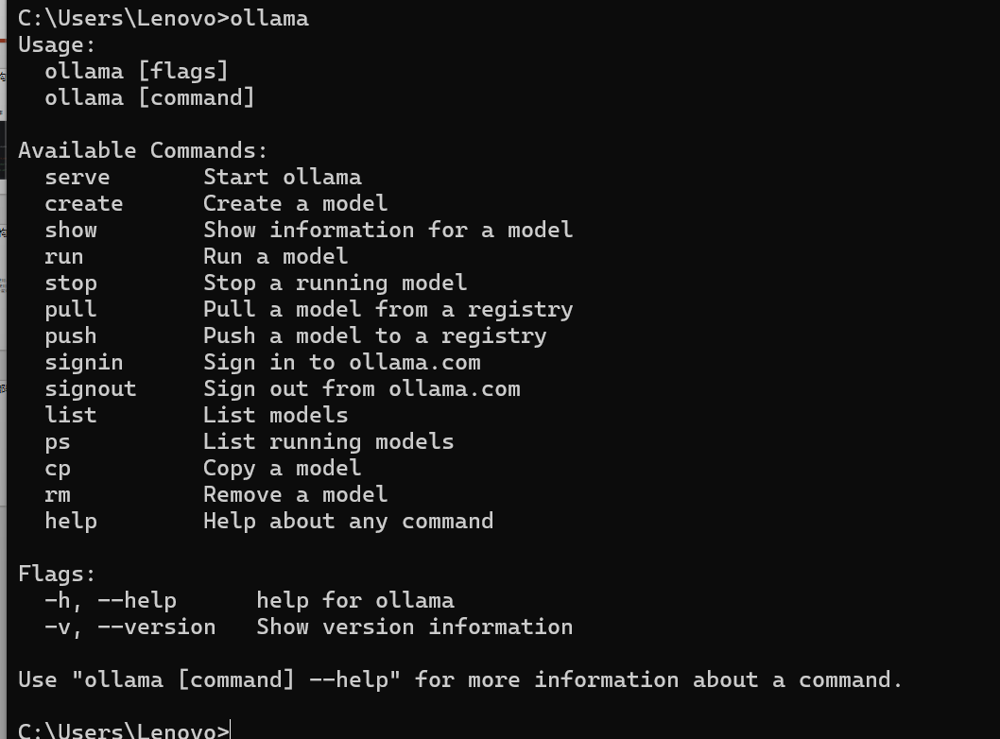 C:\Users\Lenovo>ollama
Usage:
  ollama [flags]
  ollama [command]

Available Commands:
  serve       Start ollama
  create      Create a model
  show        Show information for a model
  run         Run a model
  stop        Stop a running model
  pull        Pull a model from a registry
  push        Push a model to a registry
  signin      Sign in to ollama.com
  signout     Sign out from ollama.com
  list        List models
  ps          List running models
  cp          Copy a model
  rm          Remove a model
  help        Help about any command

Flags:
  -h, --help      help for ollama
  -v, --version   Show version information

Use "ollama [command] --help" for more information about a command.

C:\Users\Lenovo>